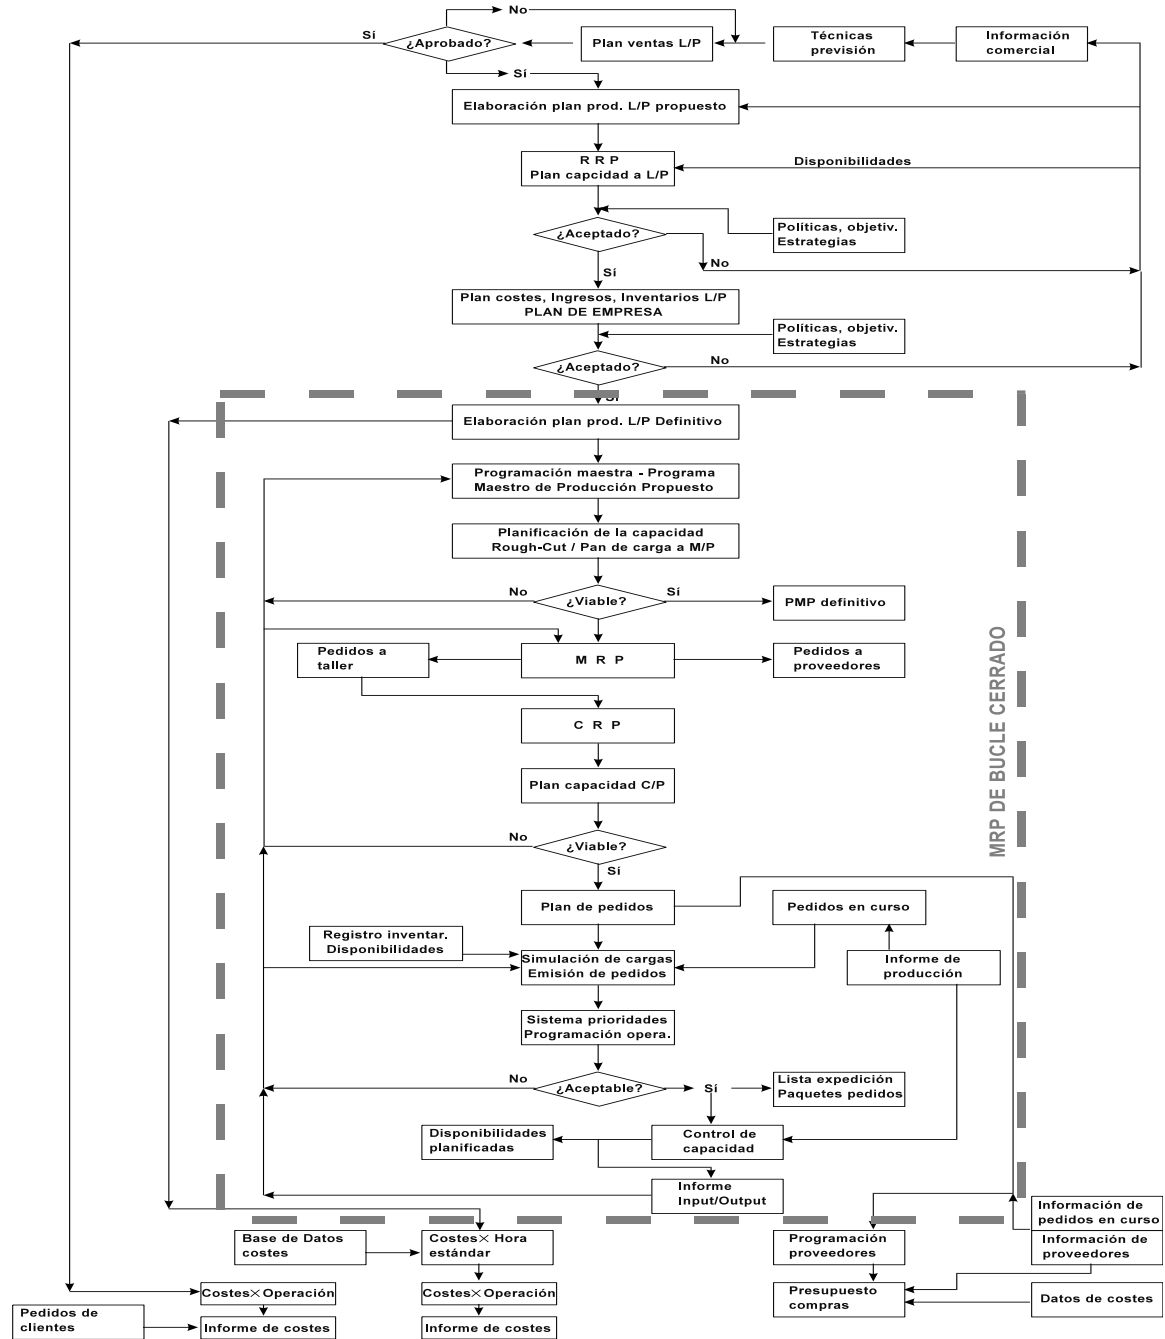 No
Sí
¿Aprobado?
Plan ventas L/P
Técnicas
previsión
Información
comercial
Sí
Elaboración plan prod. L/P propuesto
R R P
Plan capcidad a L/P
Disponibilidades
¿Aceptado?
Políticas, objetiv.
Estrategias
No
Sí
Plan costes, Ingresos, Inventarios L/P
PLAN DE EMPRESA
Políticas, objetiv.
Estrategias
¿Aceptado?
No
Sí
Elaboración plan prod. L/P Definitivo
Programación maestra - Programa
Maestro de Producción Propuesto
Planificación de la capacidad
Rough-Cut / Pan de carga a M/P
No
¿Viable?
Sí
PMP definitivo
Pedidos a
taller
M R P
Pedidos a
proveedores
MRP DE BUCLE CERRADO
C R P
Plan capacidad C/P
No
¿Viable?
Sí
Plan de pedidos
Pedidos en curso
Registro inventar.
Disponibilidades
Simulación de cargas
Emisión de pedidos
Informe de
producción
Sistema prioridades
Programación opera.
No
¿Aceptable?
Sí
Lista expedición
Paquetes pedidos
Disponibilidades
planificadas
Control de
capacidad
Informe
Input/Output
Información de
pedidos en curso
Base de Datos
costes
Costes× Hora
estándar
Programación
proveedores
Información de
proveedores
Costes×Operación
Costes×Operación
Presupuesto
compras
Datos de costes
Pedidos de
clientes
Informe de costes
Informe de costes